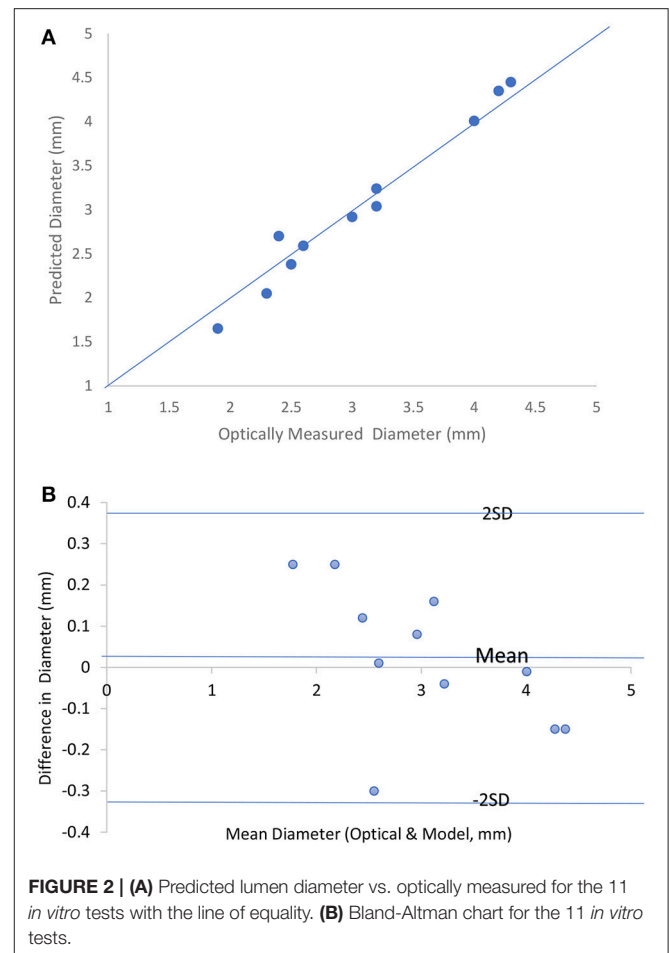 A
5
4.5
4
3.5
3
2.5
2
1.5
1
Predicted Diameter (mm)
1 1.5 2 2.5 3 3.5 4 4.5 5
Optically Measured Diameter (mm)
B
0.4
0.3
0.2
0.1
0
-0.1
-0.2
-0.3
-0.4
Difference in Diameter (mm)
2SD
Mean
0 1 2 3 4 5
-2SD
Mean Diameter (Optical & Model, mm)
FIGURE 2 | (A) Predicted lumen diameter vs. optically measured for the 11
in vitro tests with the line of equality. (B) Bland-Altman chart for the 11 in vitro
tests.